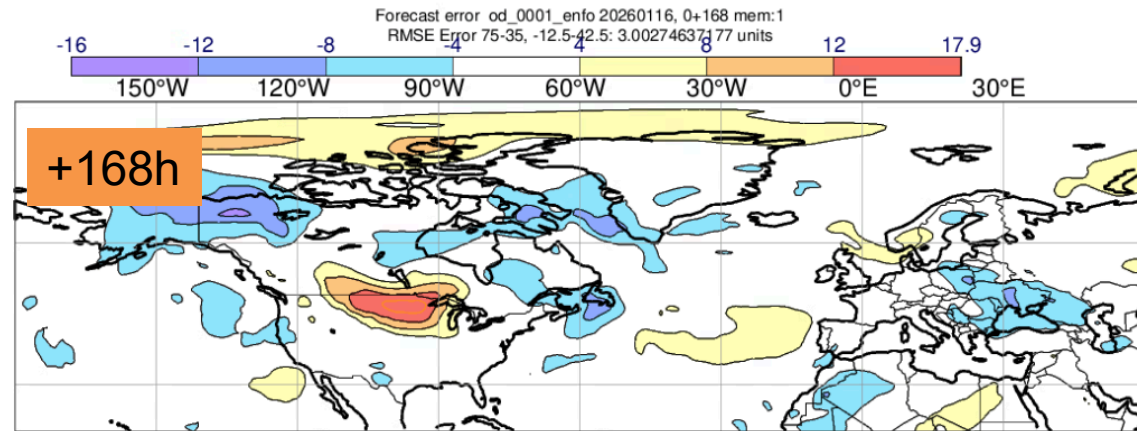 Forecast error od_0001_enfo 20260116, 0+168 mem:1
RMSE Error 75-35, -12.5-42.5: 3.00274637177 units
-16 -12 -8 -4 4 8 12 17.9
150°W 120°W 90°W 60°W 30°W 0°E 30°E
+168h